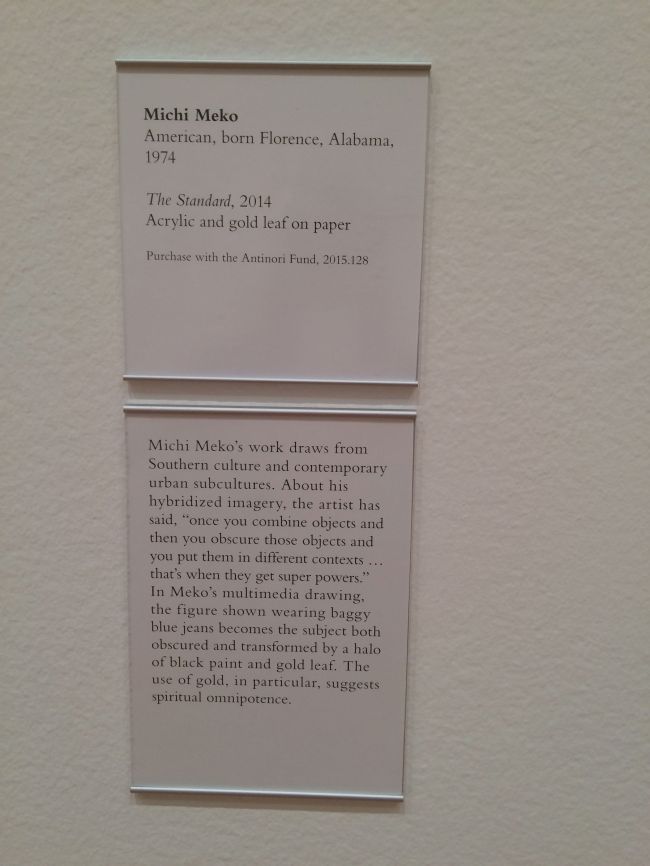 Michi Meko
American, born Florence, Alabama,
1974
The Standard, 2014
Acrylic and gold leaf on paper
Purchase with the Antinori Fund, 2015.128
Michi Meko's work draws from
Southern culture and contemporary
urban subcultures. About his
hybridized imagery, the artist has
said, “once you combine objects and
then you obscure those objects and
you put them in different contexts ...
that's when they get super powers.”
In Meko's multimedia drawing,
the figure shown wearing baggy
blue jeans becomes the subject both
obscured and transformed by a halo
of black paint and gold leaf. The
use of gold, in particular, suggests
spiritual omnipotence.